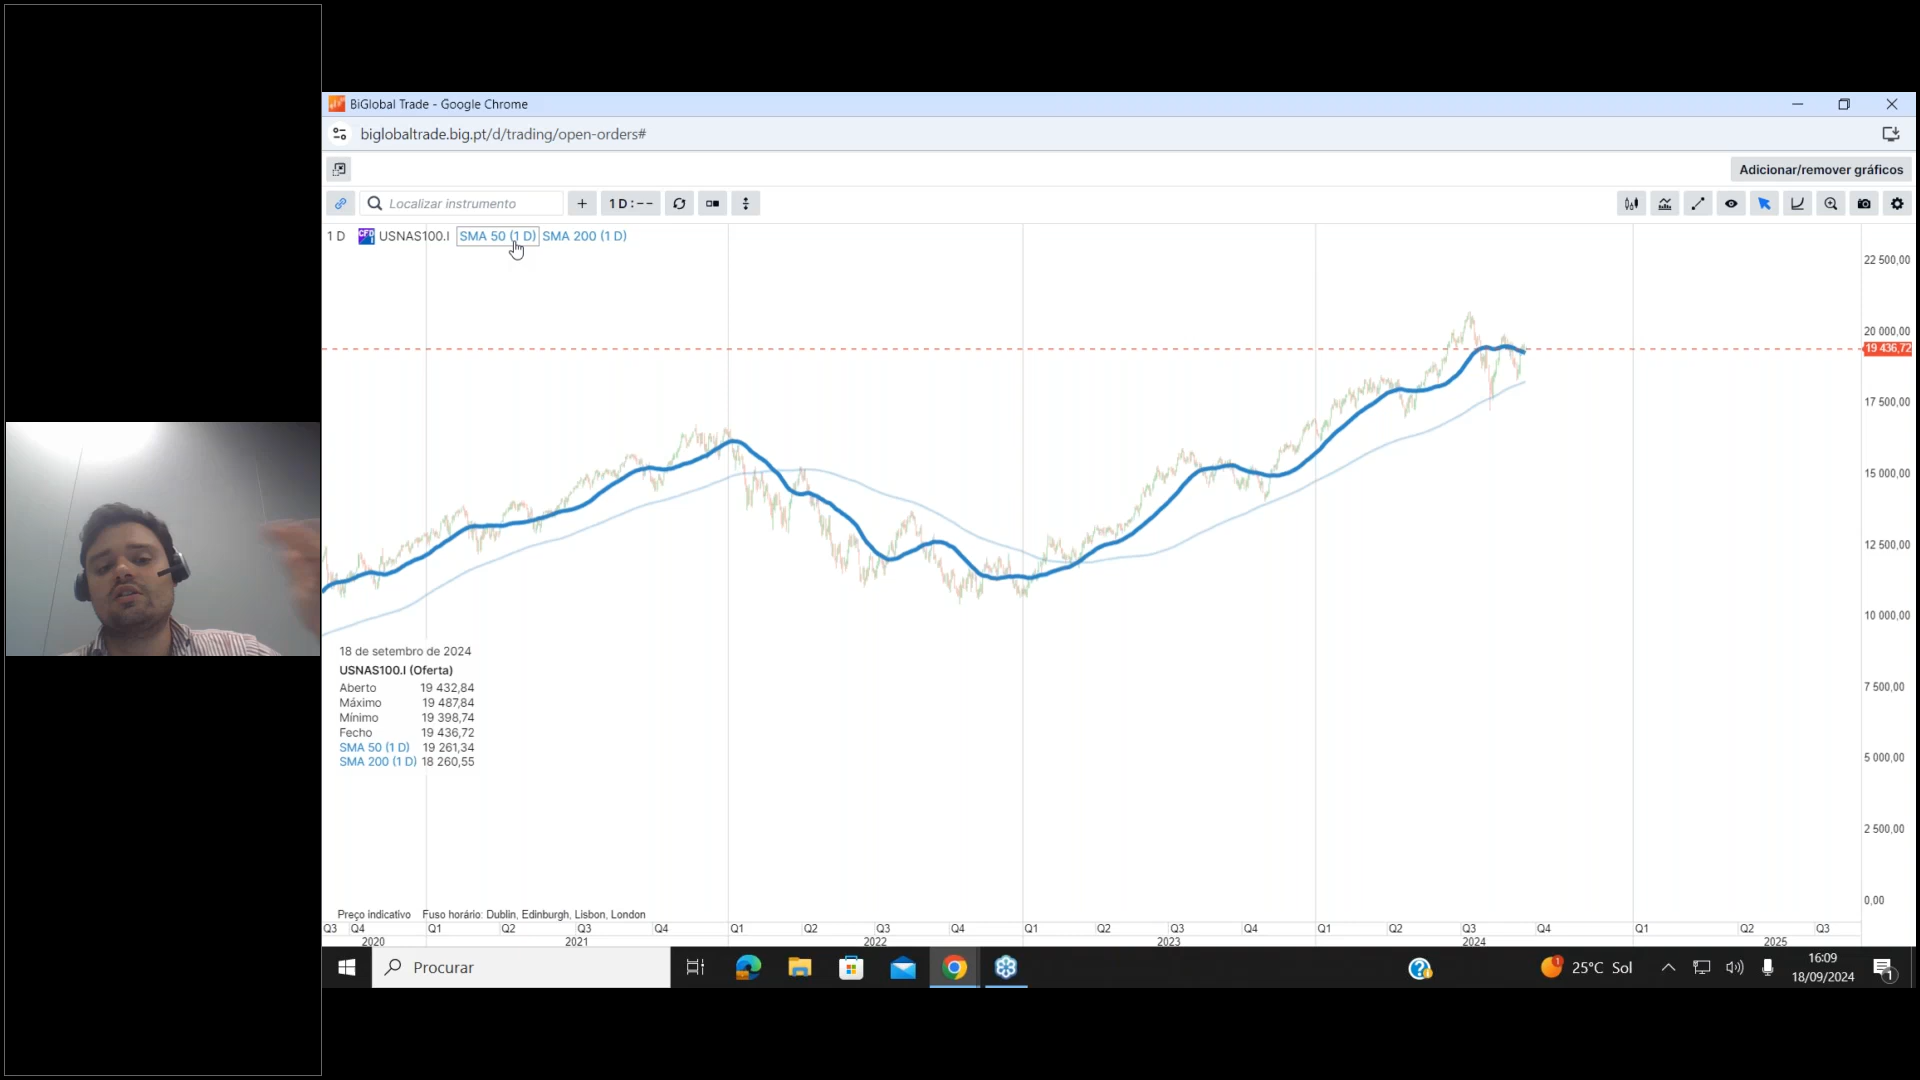 BiGlobal Trade - Google Chrome
biglobaltrade.big.pt/d/trading/open-orders#
Adicionar/remover gráficos
Localizar instrumento
1 D : – –
1 D CFD USNAS100.I SMA 50 (1 D) SMA 200 (1 D)
22 500,00
20 000,00
19 436,72
17 500,00
15 000,00
12 500,00
10 000,00
7 500,00
5 000,00
2 500,00
0,00
18 de setembro de 2024
USNAS100.I (Oferta)
Aberto 19 432,84
Máximo 19 487,84
Mínimo 19 398,74
Fecho 19 436,72
SMA 50 (1 D) 19 261,34
SMA 200 (1 D) 18 260,55
Preço indicativo Fuso horário: Dublin, Edinburgh, Lisbon, London
Q3 Q4 Q1 Q2 Q3 Q4 Q1 Q2 Q3 Q4 Q1 Q2 Q3 Q4 Q1 Q2 Q3 Q4 Q1 Q2 Q3
2020 2021 2022 2023 2024 2025
Procurar
1
25°C Sol
16:09
18/09/2024
1